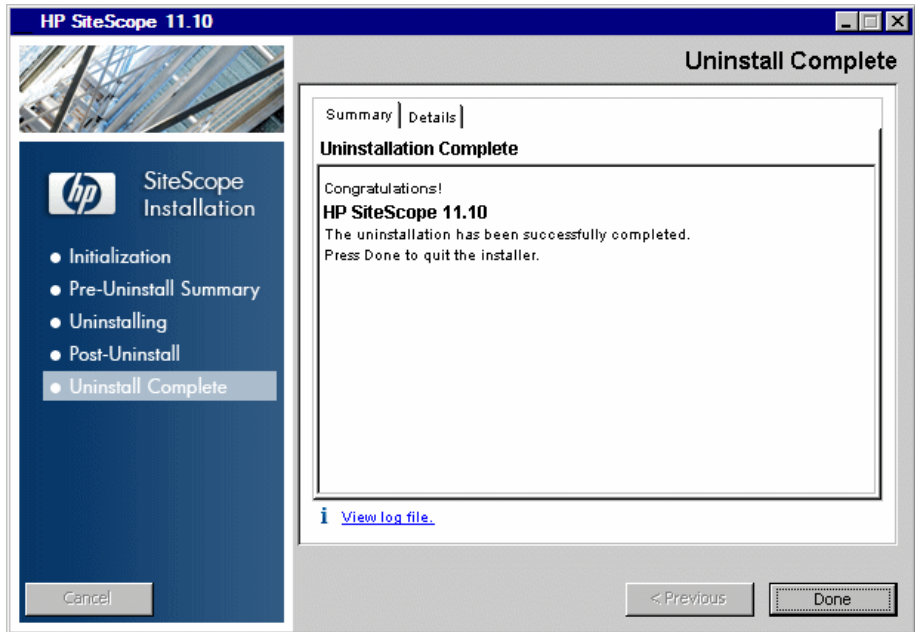 HP SiteScope 11.10
Uninstall Complete
hp
SiteScope
Installation
Initialization
Pre-Uninstall Summary
Uninstalling
Post-Uninstall
Uninstall Complete
Summary
Details
Uninstallation Complete
Congratulations!
HP SiteScope 11.10
The uninstallation has been successfully completed.
Press Done to quit the installer.
i View log file.
Cancel
< Previous
Done